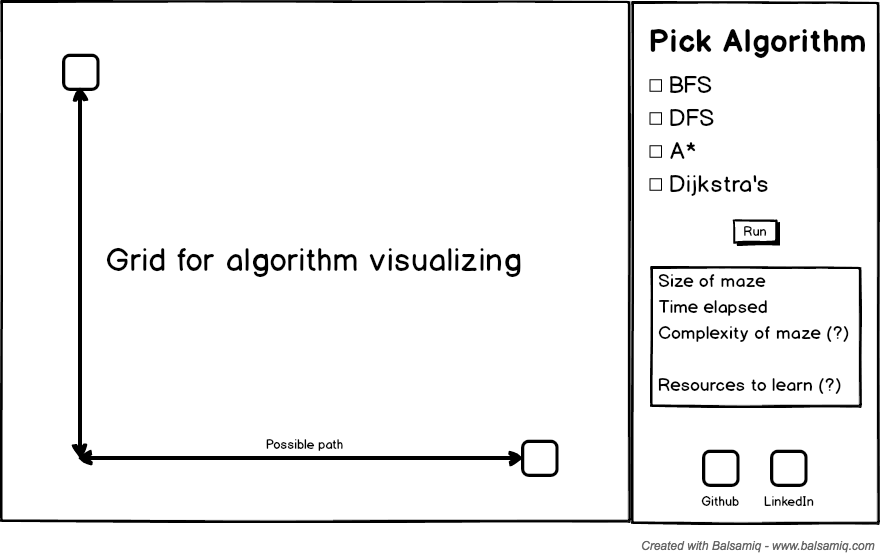 Pick Algorithm
BFS
DFS
A*
Dijkstra's
Run
Grid for algorithm visualizing
Size of maze
Time elapsed
Complexity of maze (?)
Resources to learn (?)
Possible path
Github
LinkedIn
Created with Balsamiq - www.balsamiq.com